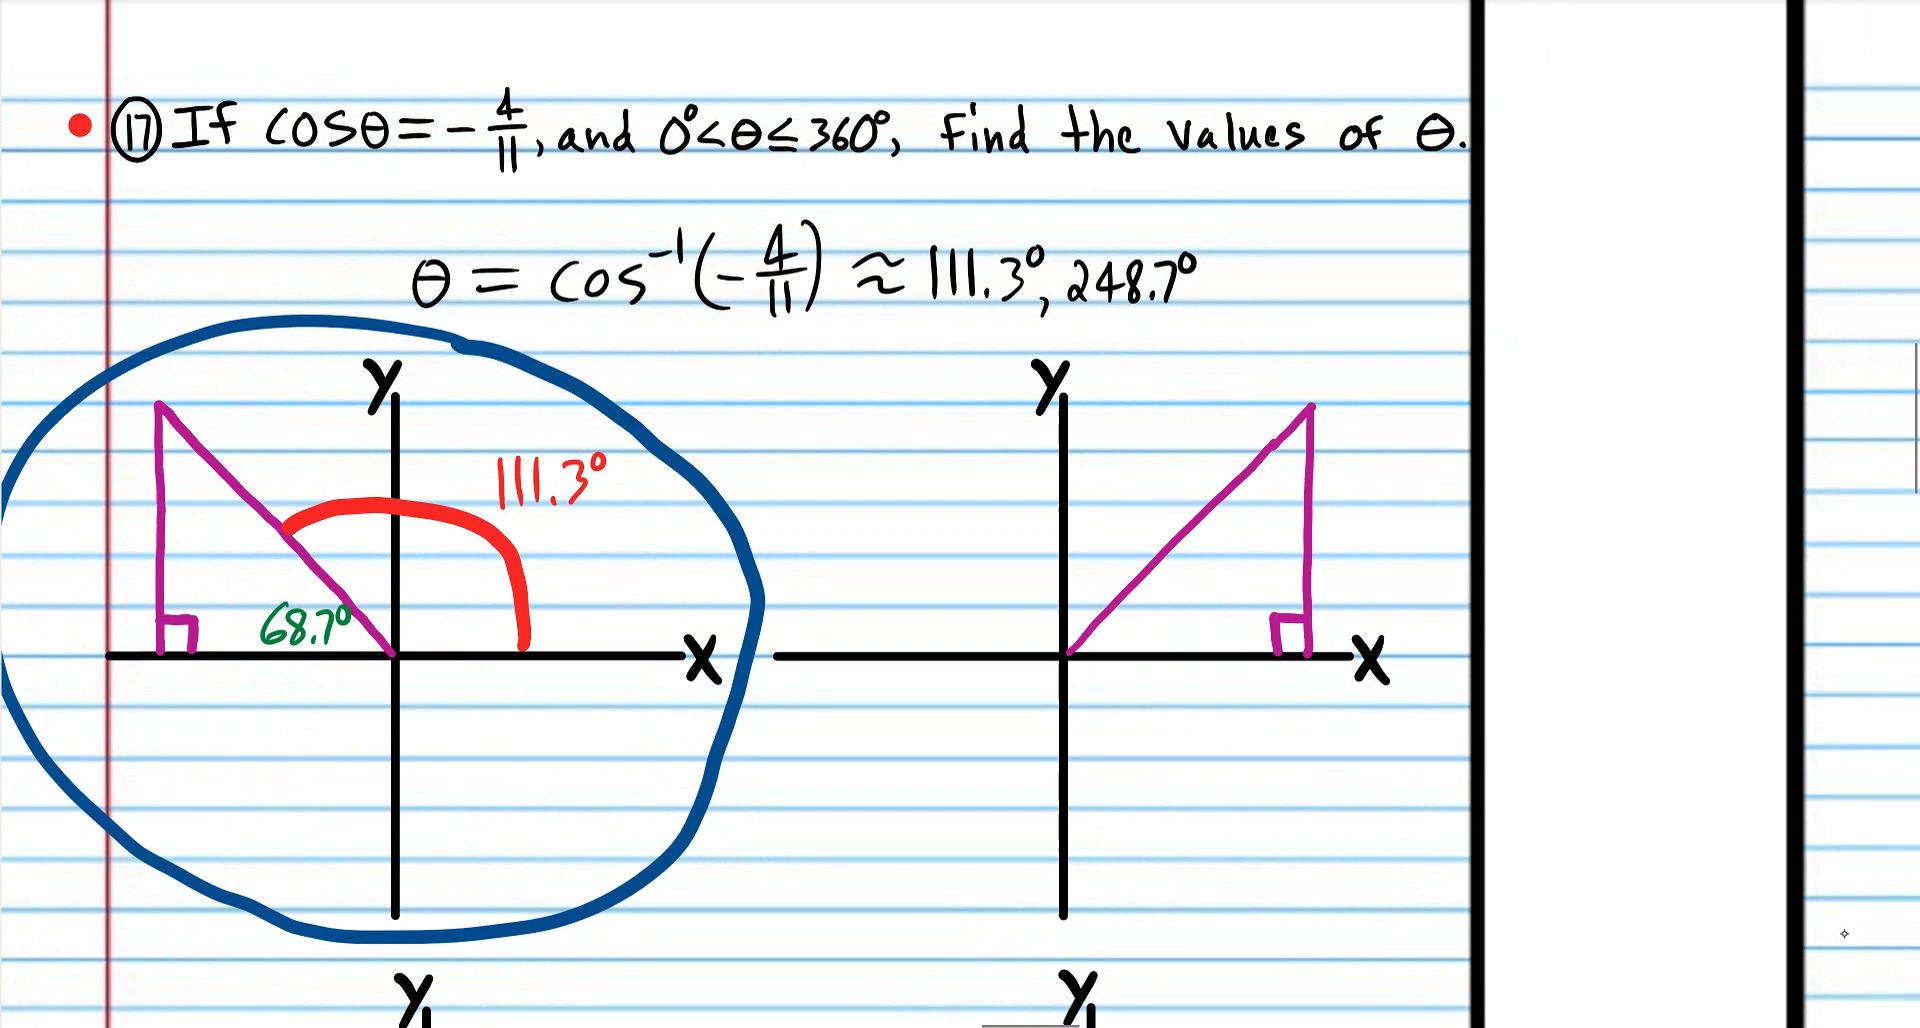 ⑰ If cosθ = -4/11, and 0°<θ≤360°, Find the values of θ.
θ = cos⁻¹(-4/11) ≈ 111.3°, 248.7°
y y
111.3°
68.7°
x x
y y